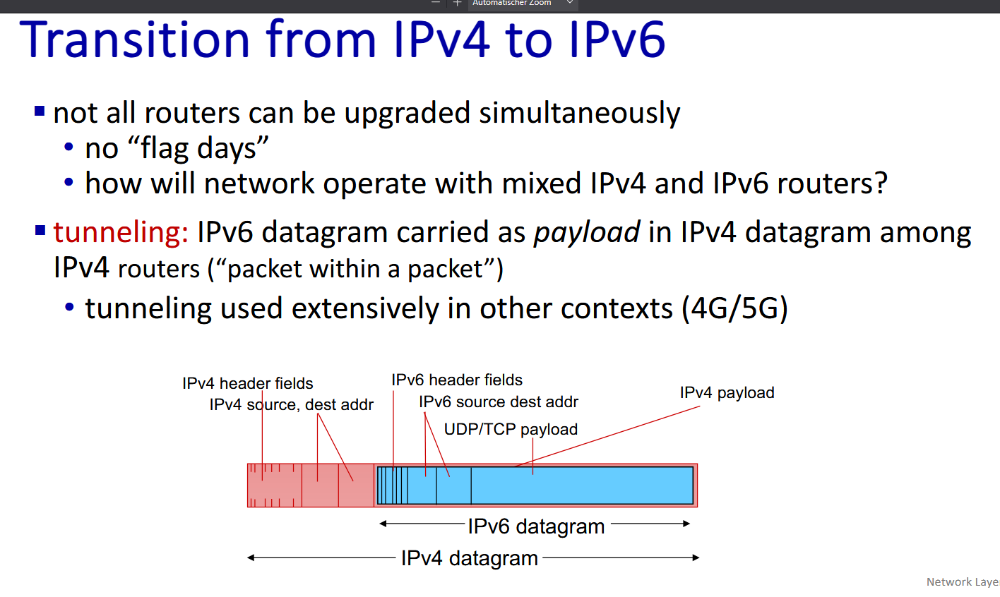 Automatischer Zoom
Transition from IPv4 to IPv6
not all routers can be upgraded simultaneously
no “flag days”
how will network operate with mixed IPv4 and IPv6 routers?
tunneling: IPv6 datagram carried as payload in IPv4 datagram among
IPv4 routers (“packet within a packet”)
tunneling used extensively in other contexts (4G/5G)
IPv4 header fields
IPv4 source, dest addr
IPv6 header fields
IPv6 source dest addr
UDP/TCP payload
IPv4 payload
IPv6 datagram
IPv4 datagram
Network Laye